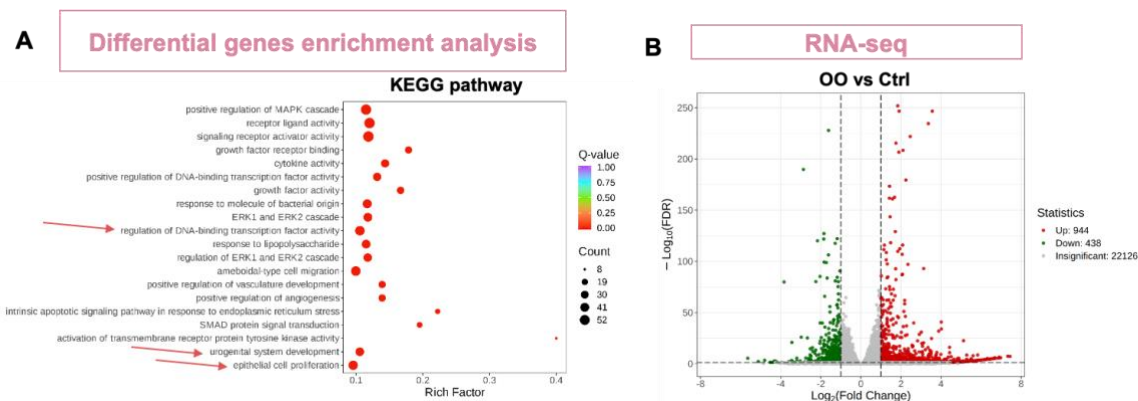 A
Differential genes enrichment analysis
KEGG pathway
positive regulation of MAPK cascade
receptor ligand activity
signaling receptor activator activity
growth factor receptor binding
cytokine activity
positive regulation of DNA-binding transcription factor activity
growth factor activity
response to molecule of bacterial origin
ERK1 and ERK2 cascade
regulation of DNA-binding transcription factor activity
response to lipopolysaccharide
regulation of ERK1 and ERK2 cascade
ameboidal-type cell migration
positive regulation of vasculature development
positive regulation of angiogenesis
intrinsic apoptotic signaling pathway in response to endoplasmic reticulum stress
SMAD protein signal transduction
activation of transmembrane receptor protein tyrosine kinase activity
urogenital system development
epithelial cell proliferation
0.1 0.2 0.3 0.4
Rich Factor
Q-value
1.00
0.75
0.50
0.25
0.00
Count
8
19
30
41
52
B
RNA-seq
OO vs Ctrl
250
200
150
100
50
0
− Log10(FDR)
-8 -4 -2 0 2 4 8
Log2(Fold Change)
Statistics
Up: 944
Down: 438
Insignificant: 22126